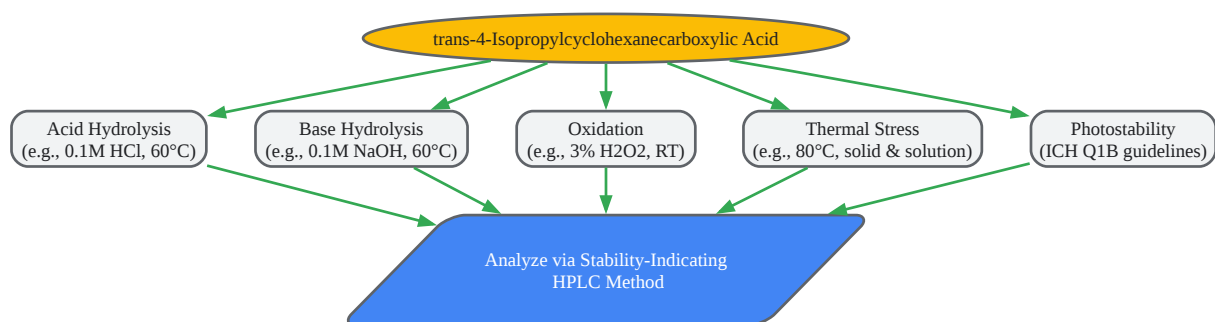 trans-4-Isopropylcyclohexanecarboxylic Acid
Acid Hydrolysis
(e.g., 0.1M HCl, 60°C)
Base Hydrolysis
(e.g., 0.1M NaOH, 60°C)
Oxidation
(e.g., 3% H2O2, RT)
Thermal Stress
(e.g., 80°C, solid & solution)
Photostability
(ICH Q1B guidelines)
Analyze via Stability-Indicating
HPLC Method